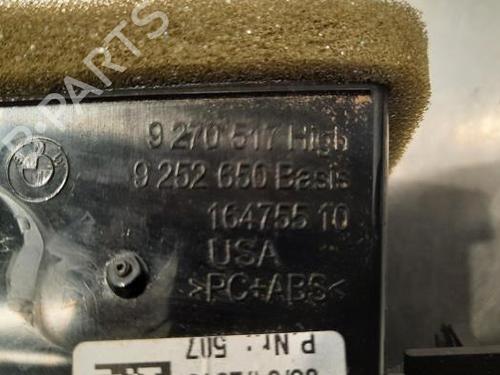 9 270 517 High
9 252 650 Basis
164755 10
USA
>PC+ABS<
P.Nr.: 507